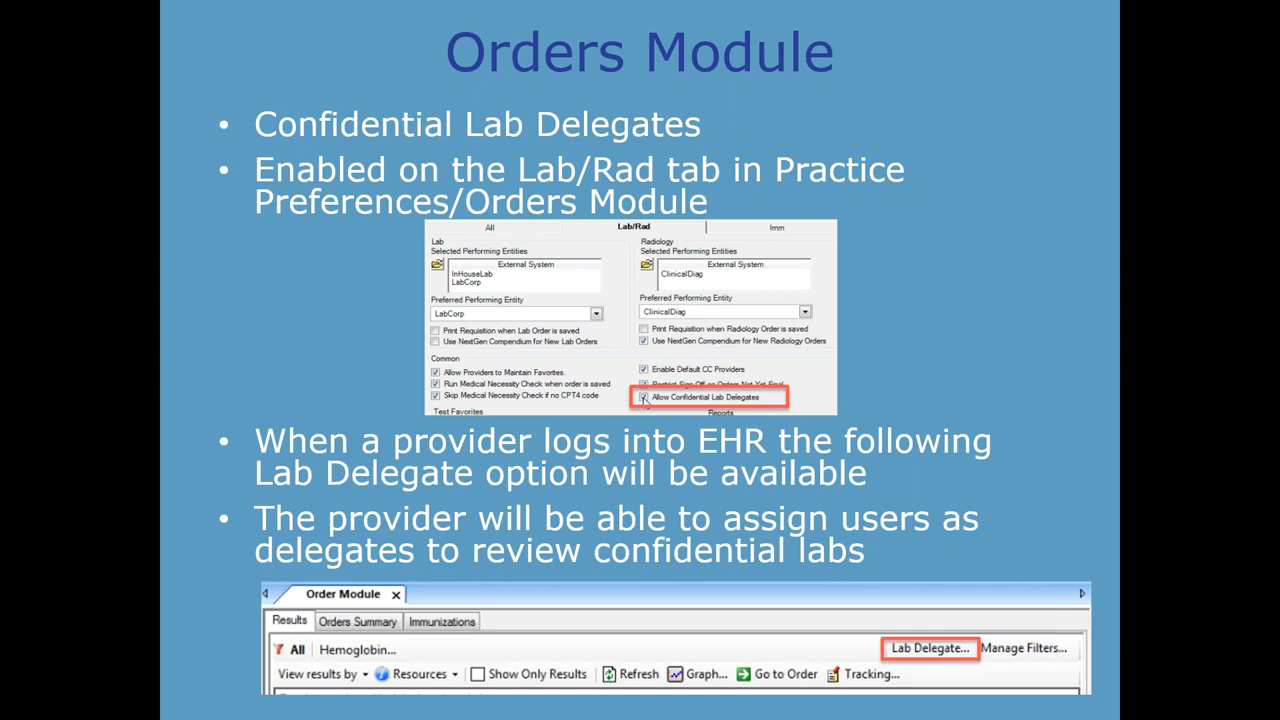 Orders Module
• Confidential Lab Delegates
• Enabled on the Lab/Rad tab in Practice
Preferences/Orders Module
All Lab/Rad Imm
Lab
Selected Performing Entities
External System
InHouseLab
LabCorp
Preferred Performing Entity
LabCorp
Print Requisition when Lab Order is saved
Use NextGen Compendium for New Lab Orders
Radiology
Selected Performing Entities
External System
ClinicalDiag
Preferred Performing Entity
ClinicalDiag
Print Requisition when Radiology Order is saved
Use NextGen Compendium for New Radiology Orders
Common
Allow Providers to Maintain Favorites.
Run Medical Necessity Check when order is saved
Skip Medical Necessity Check if no CPT4 code
Enable Default CC Providers
Restrict Sign Off on Orders Not Yet Final
Allow Confidential Lab Delegates
Test Favorites
Reports
• When a provider logs into EHR the following
Lab Delegate option will be available
• The provider will be able to assign users as
delegates to review confidential labs
Order Module
Results Orders Summary Immunizations
All Hemoglobin... Lab Delegate... Manage Filters...
View results by Resources Show Only Results Refresh Graph... Go to Order Tracking...